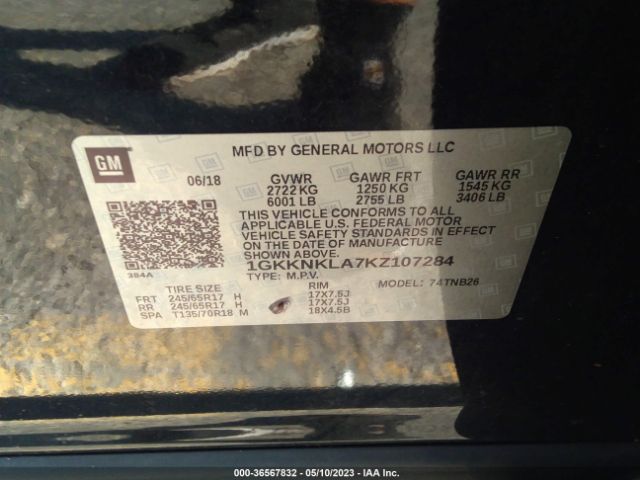 GM
MFD BY GENERAL MOTORS LLC
06/18 GVWR GAWR FRT GAWR RR
2722 KG 1250 KG 1545 KG
6001 LB 2755 LB 3406 LB
THIS VEHICLE CONFORMS TO ALL
APPLICABLE U.S. FEDERAL MOTOR
VEHICLE SAFETY STANDARDS IN
EFFECT ON THE DATE OF MANUFACTURE
SHOWN ABOVE.
384A 1GKKNKLA7KZ107284
TYPE: M.P.V. MODEL: 74TNB26
TIRE SIZE RIM
FRT 245/65R17 H 17X7.5J
RR 245/65R17 H 17X7.5J
SPA T135/70R18 M 18X4.5B
000-36567832 - 05/10/2023 - IAA Inc.